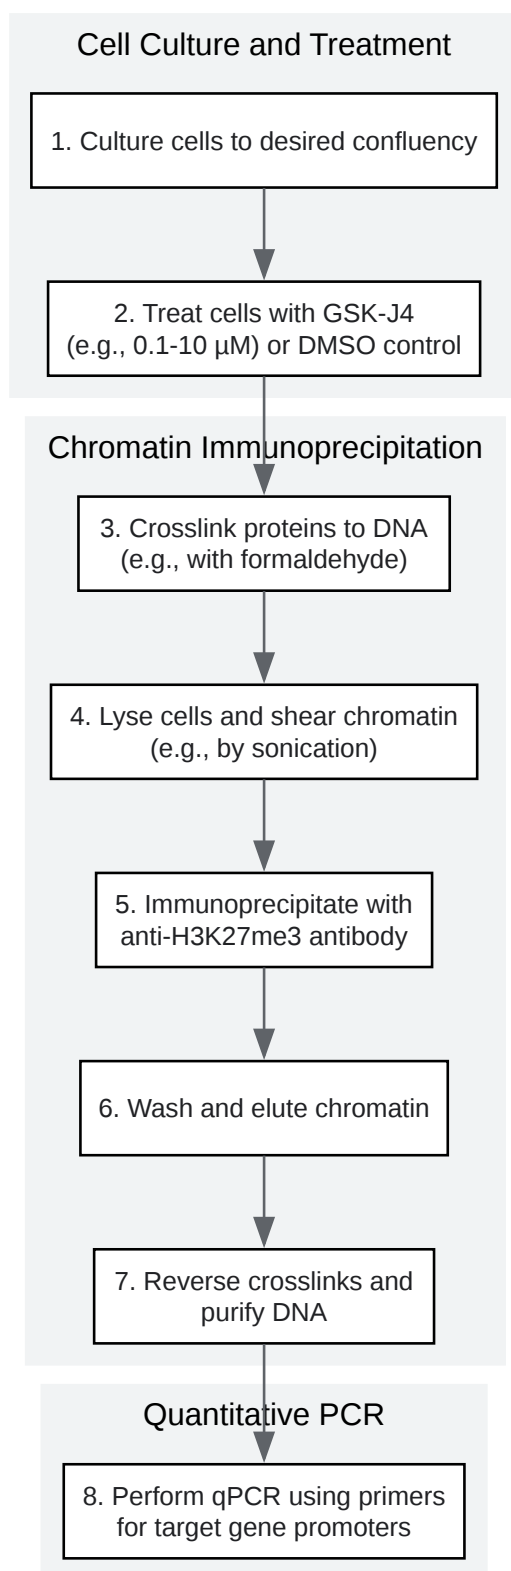 Cell Culture and Treatment
1. Culture cells to desired confluency
2. Treat cells with GSK-J4
(e.g., 0.1-10 µM) or DMSO control
Chromatin Immunoprecipitation
3. Crosslink proteins to DNA
(e.g., with formaldehyde)
4. Lyse cells and shear chromatin
(e.g., by sonication)
5. Immunoprecipitate with
anti-H3K27me3 antibody
6. Wash and elute chromatin
7. Reverse crosslinks and
purify DNA
Quantitative PCR
8. Perform qPCR using primers
for target gene promoters